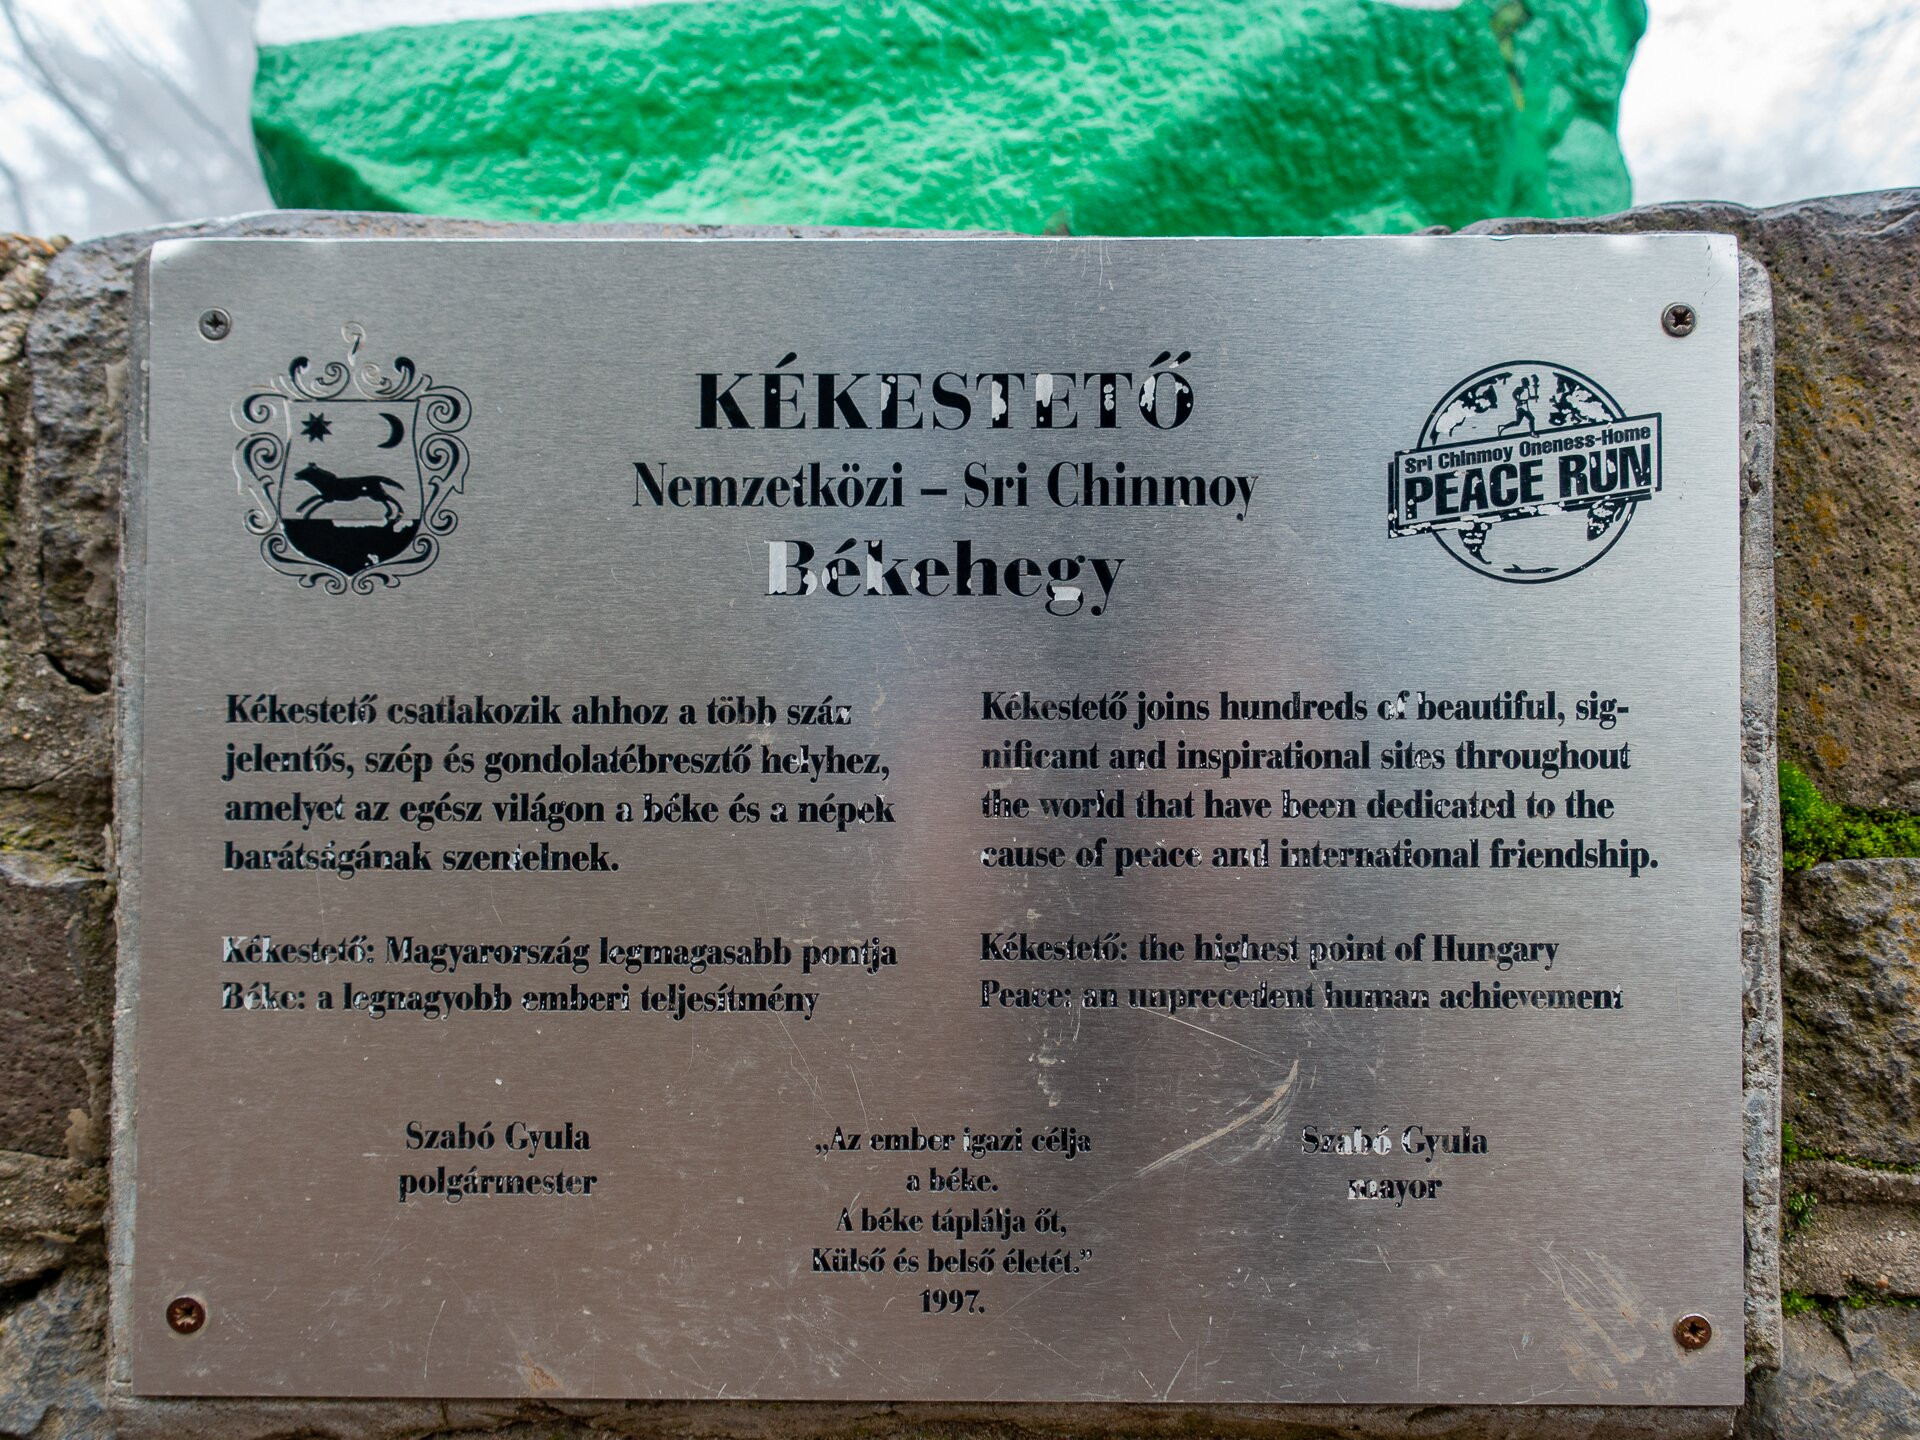 KÉKESTETŐ
Nemzetközi – Sri Chinmoy
Békehegy
Sri Chinmoy Oneness-Home
PEACE RUN
Kékestető csatlakozik ahhoz a több száz
jelentős, szép és gondolatébresztő helyhez,
amelyet az egész világon a béke és a népek
barátságának szenteltek.
Kékestető: Magyarország legmagasabb pontja
Béke: a legnagyobb emberi teljesítmény
Kékestető joins hundreds of beautiful, sig-
nificant and inspirational sites throughout
the world that have been dedicated to the
cause of peace and international friendship.
Kékestető: the highest point of Hungary
Peace: an unprecedent human achievement
Szabó Gyula
polgármester
„Az ember igazi célja
a béke.
A béke táplálja őt,
Külső és belső életét.”
1997.
Szabó Gyula
mayor